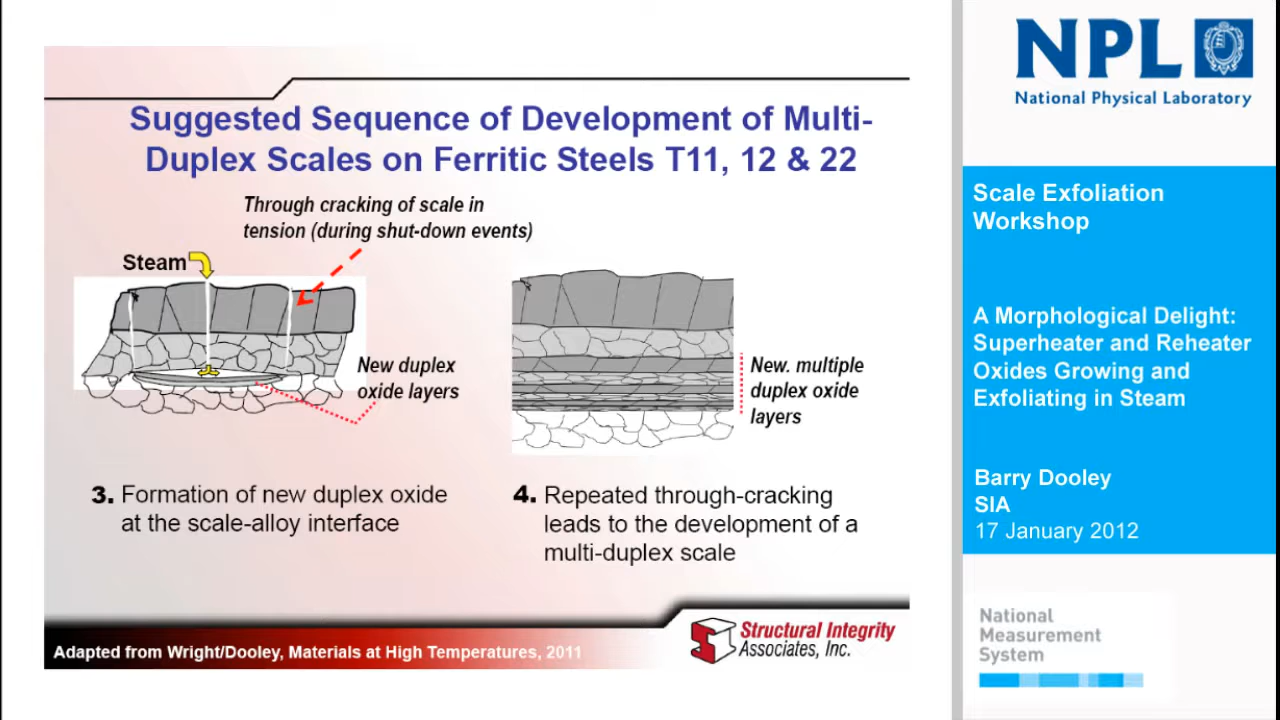 Suggested Sequence of Development of Multi-
Duplex Scales on Ferritic Steels T11, 12 & 22
Through cracking of scale in
tension (during shut-down events)
Steam
New duplex
oxide layers
New. multiple
duplex oxide
layers
3. Formation of new duplex oxide
at the scale-alloy interface
4. Repeated through-cracking
leads to the development of a
multi-duplex scale
Adapted from Wright/Dooley, Materials at High Temperatures, 2011
Structural Integrity
Associates, Inc.
NPL
National Physical Laboratory
Scale Exfoliation
Workshop
A Morphological Delight:
Superheater and Reheater
Oxides Growing and
Exfoliating in Steam
Barry Dooley
SIA
17 January 2012
National
Measurement
System